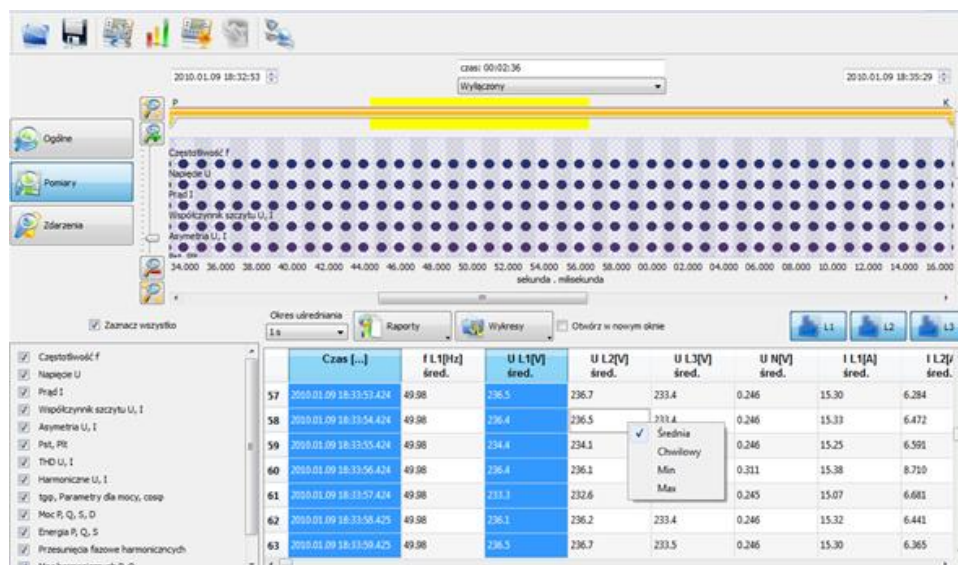 czas: 00:02:36
2010.01.09 18:32:53
Wyłączony
2010.01.09 18:35:29
P K
Ogólne
Pomiary
Zdarzenia
Częstotliwość f
Napięcie U
Prąd I
Współczynnik szczytu U, I
Asymetria U, I
34.000 36.000 38.000 40.000 42.000 44.000 46.000 48.000 50.000 52.000 54.000 56.000 58.000 00.000 02.000 04.000 06.000 08.000 10.000 12.000 14.000 16.000
sekunda . milisekunda
Zaznacz wszystko
Okres uśredniania
1 s
Raporty
Wykresy
Otwórz w nowym oknie
L1 L2 L3
Częstotliwość f
Napięcie U
Prąd I
Współczynnik szczytu U, I
Asymetria U, I
Pst, Plt
THD U, I
Harmoniczne U, I
tgφ, Parametry dla mocy, cosφ
Moc P, Q, S, D
Energia P, Q, S
Przesunięcia fazowe harmonicznych
Czas [...] f L1[Hz] U L1[V] U L2[V] U L3[V] U N[V] I L1[A] I L2[A
śred. śred. śred. śred. śred. śred. śred.
57 2010.01.09 18:33:53.424 49.98 236.5 236.7 233.4 0.246 15.30 6.284
58 2010.01.09 18:33:54.424 49.98 236.4 236.5 233.4 0.246 15.33 6.472
59 2010.01.09 18:33:55.424 49.98 234.4 234.1 0.246 15.25 6.591
60 2010.01.09 18:33:56.424 49.98 236.4 236.1 0.311 15.38 8.710
61 2010.01.09 18:33:57.424 49.98 233.3 232.6 0.245 15.07 6.681
62 2010.01.09 18:33:58.425 49.98 236.1 236.2 233.4 0.246 15.32 6.441
63 2010.01.09 18:33:59.425 49.98 236.5 236.7 233.5 0.246 15.30 6.365
Średnia
Chwilowy
Min
Max